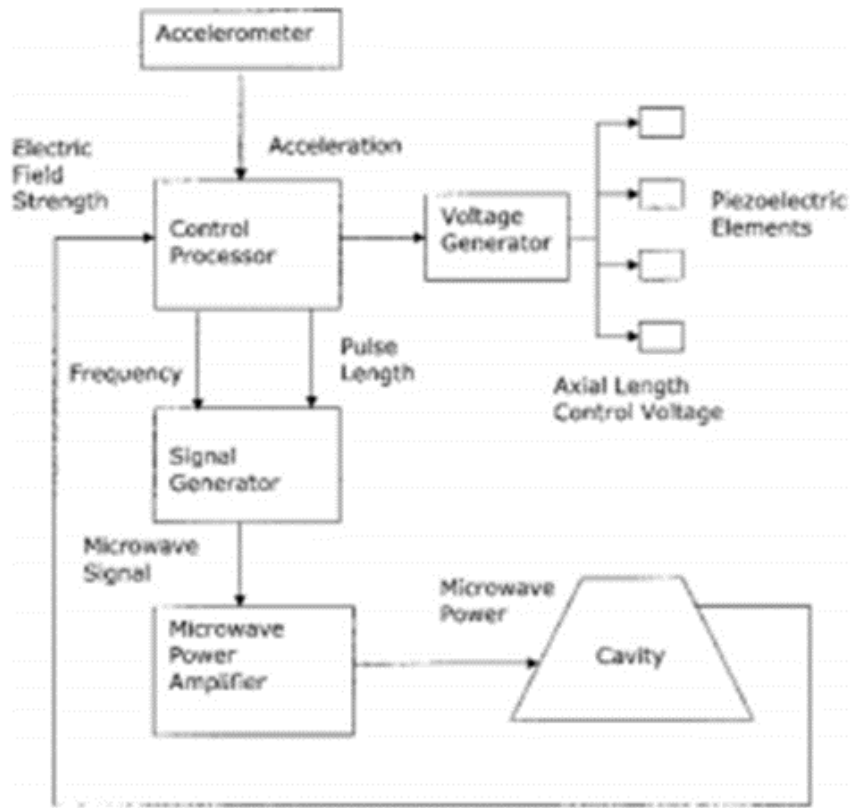 Accelerometer
Electric
Field
Strength
Acceleration
Control
Processor
Voltage
Generator
Piezoelectric
Elements
Frequency
Pulse
Length
Axial Length
Control Voltage
Signal
Generator
Microwave
Signal
Microwave
Power
Microwave
Power
Amplifier
Cavity